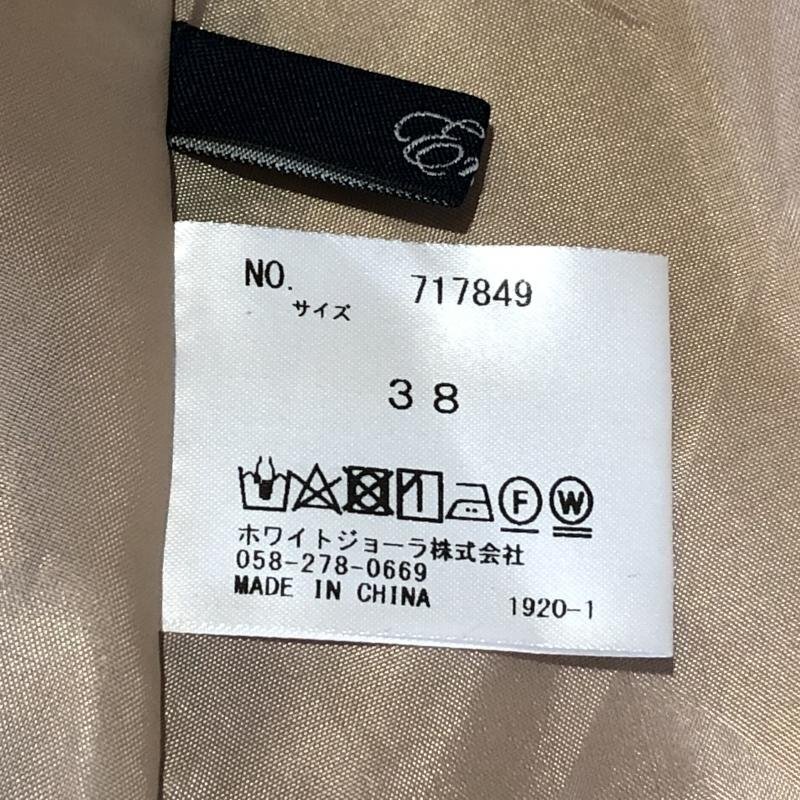 NO. 717849
サイズ
38
F W
ホワイトジョーラ株式会社
058-278-0669
MADE IN CHINA 1920-1